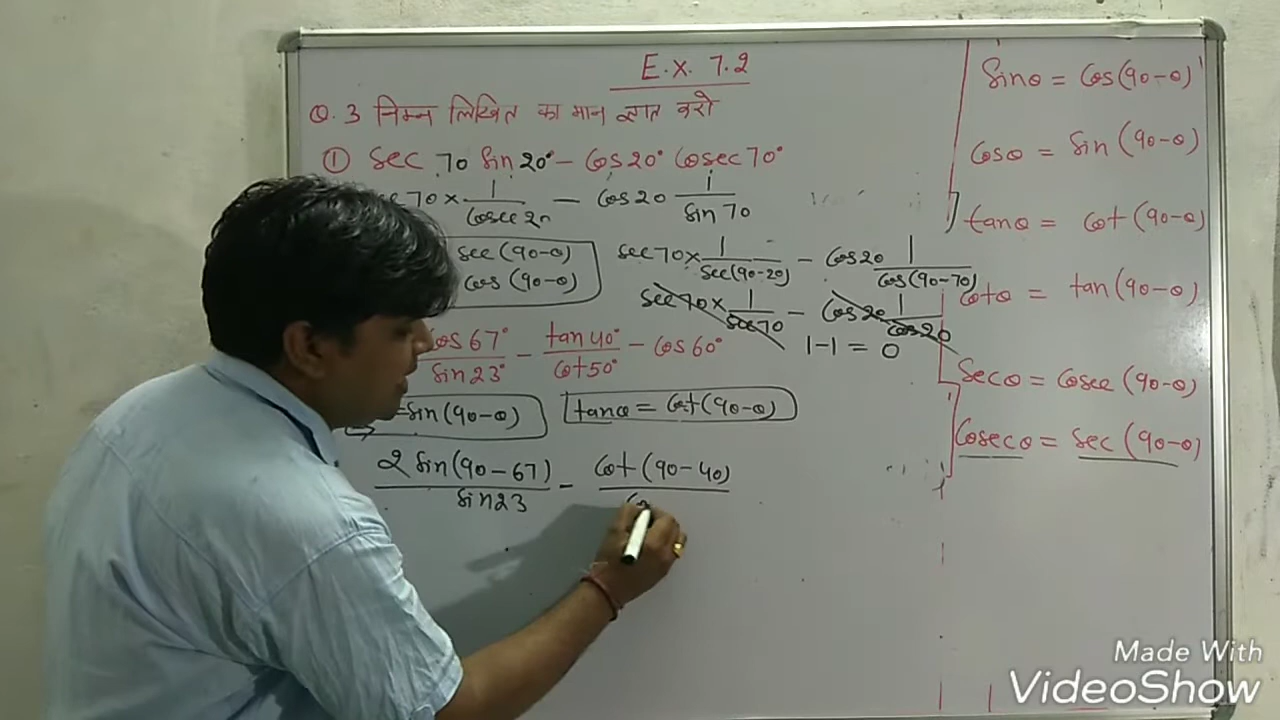 E.x. 7.2
Q. 3 निम्न लिखित का मान ज्ञात करो
① Sec 70 Sin 20° - Cos 20° Cosec 70°
70 × 1/Cosec 20 - Cos 20 1/Sin 70
sec (90-θ)
cos (90-θ)
sec 70 × 1/sec(90-20) - Cos 20 1/Cos(90-70)
sec 70 × 1/sec 70 - Cos 20 1/Cos 20
1-1 = 0
Cos 67°/Sin 23° - tan 40°/Cot 50° - Cos 60°
=Sin (90-θ)
tanθ = Cot (90-θ)
2 Sin (90-67)/Sin 23 - Cot (90-40)
Sinθ = Cos(90-θ)
Cosθ = Sin (90-θ)
tanθ = Cot (90-θ)
Cotθ = tan (90-θ)
Secθ = Cosec (90-θ)
Cosecθ = Sec (90-θ)
Made With
VideoShow